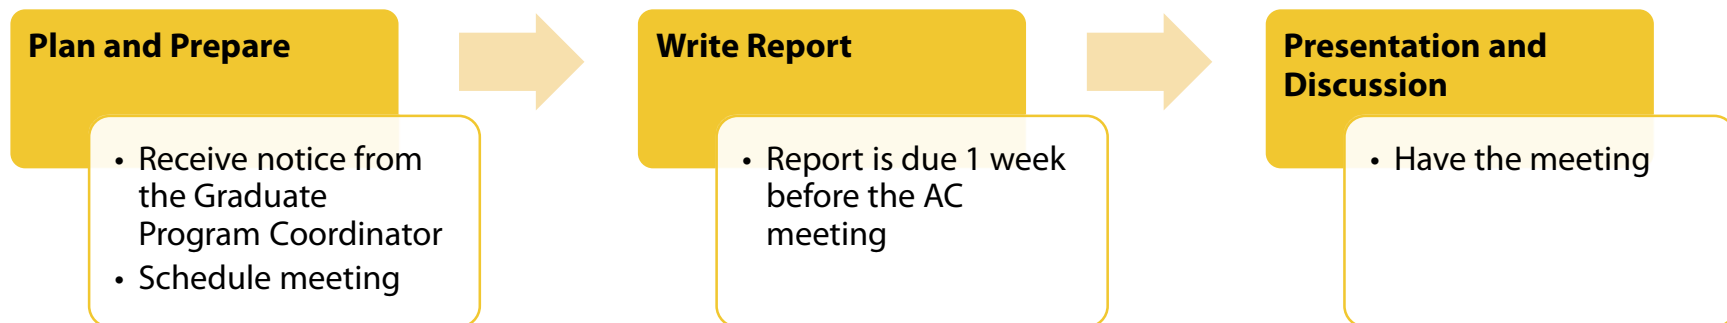 Plan and Prepare
• Receive notice from
the Graduate
Program Coordinator
• Schedule meeting
Write Report
• Report is due 1 week
before the AC
meeting
Presentation and
Discussion
• Have the meeting